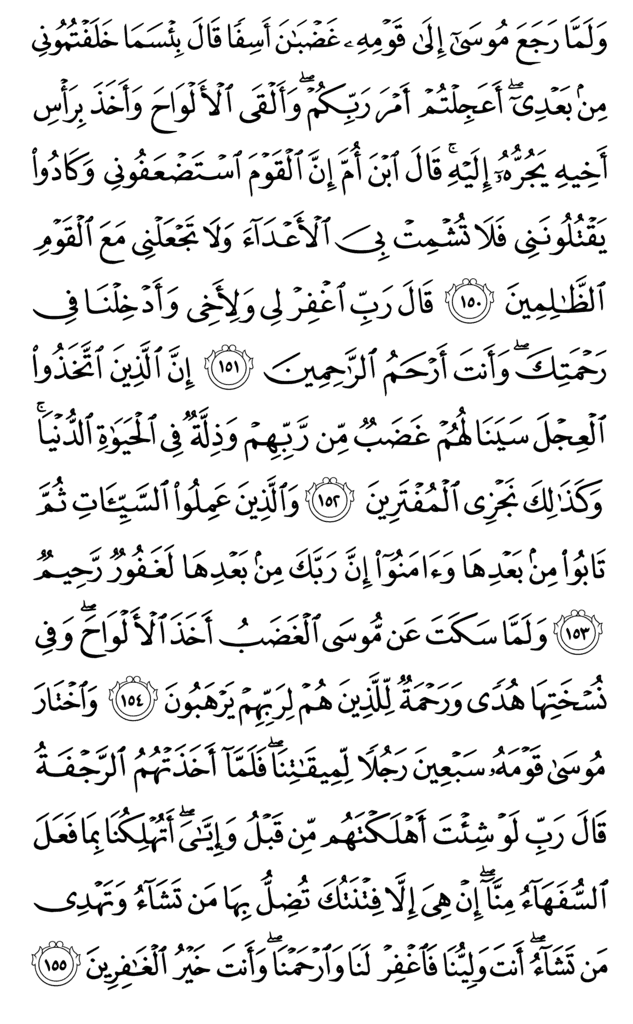 وَلَمَّا رَجَعَ مُوسَىٰٓ إِلَىٰ قَوْمِهِۦ غَضْبَٰنَ أَسِفًا قَالَ بِئْسَمَا خَلَفْتُمُونِى
مِنۢ بَعْدِىٓ ۖ أَعَجِلْتُمْ أَمْرَ رَبِّكُمْ ۖ وَأَلْقَى ٱلْأَلْوَاحَ وَأَخَذَ بِرَأْسِ
أَخِيهِ يَجُرُّهُۥٓ إِلَيْهِ ۚ قَالَ ٱبْنَ أُمَّ إِنَّ ٱلْقَوْمَ ٱسْتَضْعَفُونِى وَكَادُوا۟
يَقْتُلُونَنِى فَلَا تُشْمِتْ بِىَ ٱلْأَعْدَآءَ وَلَا تَجْعَلْنِى مَعَ ٱلْقَوْمِ
ٱلظَّٰلِمِينَ ١٥٠ قَالَ رَبِّ ٱغْفِرْ لِى وَلِأَخِى وَأَدْخِلْنَا فِى
رَحْمَتِكَ ۖ وَأَنتَ أَرْحَمُ ٱلرَّٰحِمِينَ ١٥١ إِنَّ ٱلَّذِينَ ٱتَّخَذُوا۟
ٱلْعِجْلَ سَيَنَالُهُمْ غَضَبٌ مِّن رَّبِّهِمْ وَذِلَّةٌ فِى ٱلْحَيَوٰةِ ٱلدُّنْيَا ۚ
وَكَذَٰلِكَ نَجْزِى ٱلْمُفْتَرِينَ ١٥٢ وَٱلَّذِينَ عَمِلُوا۟ ٱلسَّيِّـَٔاتِ ثُمَّ
تَابُوا۟ مِنۢ بَعْدِهَا وَءَامَنُوٓا۟ إِنَّ رَبَّكَ مِنۢ بَعْدِهَا لَغَفُورٌ رَّحِيمٌ
١٥٣ وَلَمَّا سَكَتَ عَن مُّوسَى ٱلْغَضَبُ أَخَذَ ٱلْأَلْوَاحَ ۖ وَفِى
نُسْخَتِهَا هُدًى وَرَحْمَةٌ لِّلَّذِينَ هُمْ لِرَبِّهِمْ يَرْهَبُونَ ١٥٤ وَٱخْتَارَ
مُوسَىٰ قَوْمَهُۥ سَبْعِينَ رَجُلًا لِّمِيقَٰتِنَا ۖ فَلَمَّآ أَخَذَتْهُمُ ٱلرَّجْفَةُ
قَالَ رَبِّ لَوْ شِئْتَ أَهْلَكْتَهُم مِّن قَبْلُ وَإِيَّٰىَ ۖ أَتُهْلِكُنَا بِمَا فَعَلَ
ٱلسُّفَهَآءُ مِنَّآ ۖ إِنْ هِىَ إِلَّا فِتْنَتُكَ تُضِلُّ بِهَا مَن تَشَآءُ وَتَهْدِى
مَن تَشَآءُ ۖ أَنتَ وَلِيُّنَا فَٱغْفِرْ لَنَا وَٱرْحَمْنَا ۖ وَأَنتَ خَيْرُ ٱلْغَٰفِرِينَ ١٥٥